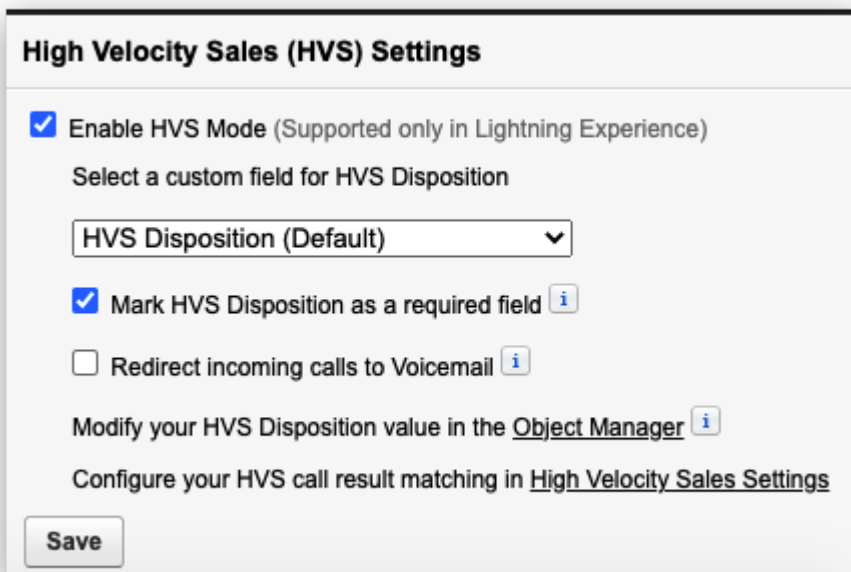 High Velocity Sales (HVS) Settings
Enable HVS Mode (Supported only in Lightning Experience)
Select a custom field for HVS Disposition
HVS Disposition (Default)
Mark HVS Disposition as a required field i
Redirect incoming calls to Voicemail i
Modify your HVS Disposition value in the Object Manager i
Configure your HVS call result matching in High Velocity Sales Settings
Save